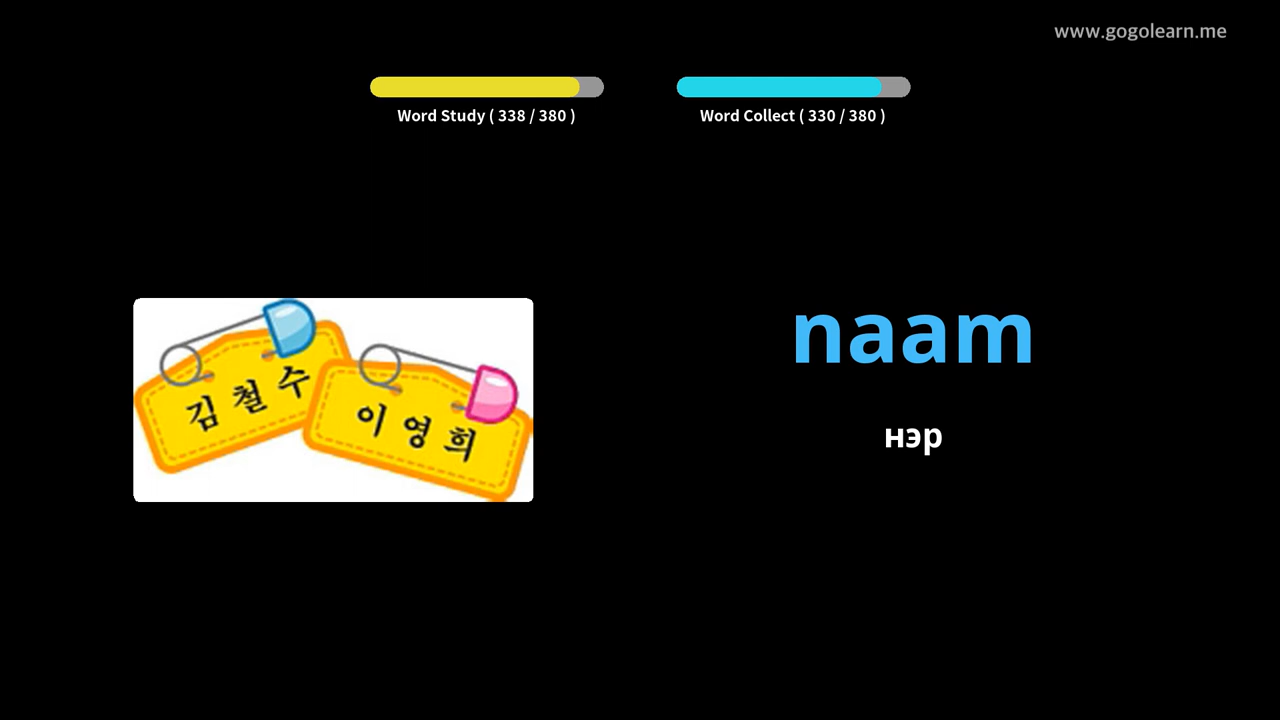 www.gogolearn.me
Word Study ( 338 / 380 )
Word Collect ( 330 / 380 )
김철수
이영희
naam
нэр